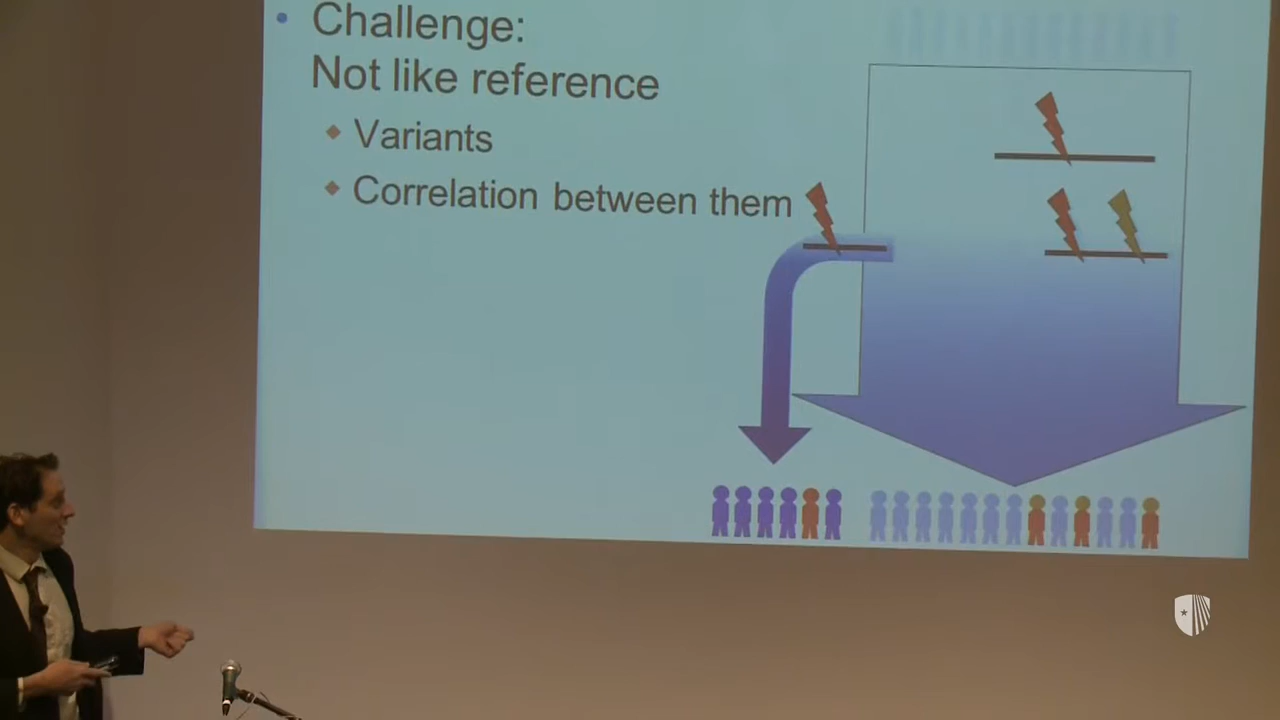 Challenge:
Not like reference
Variants
Correlation between them